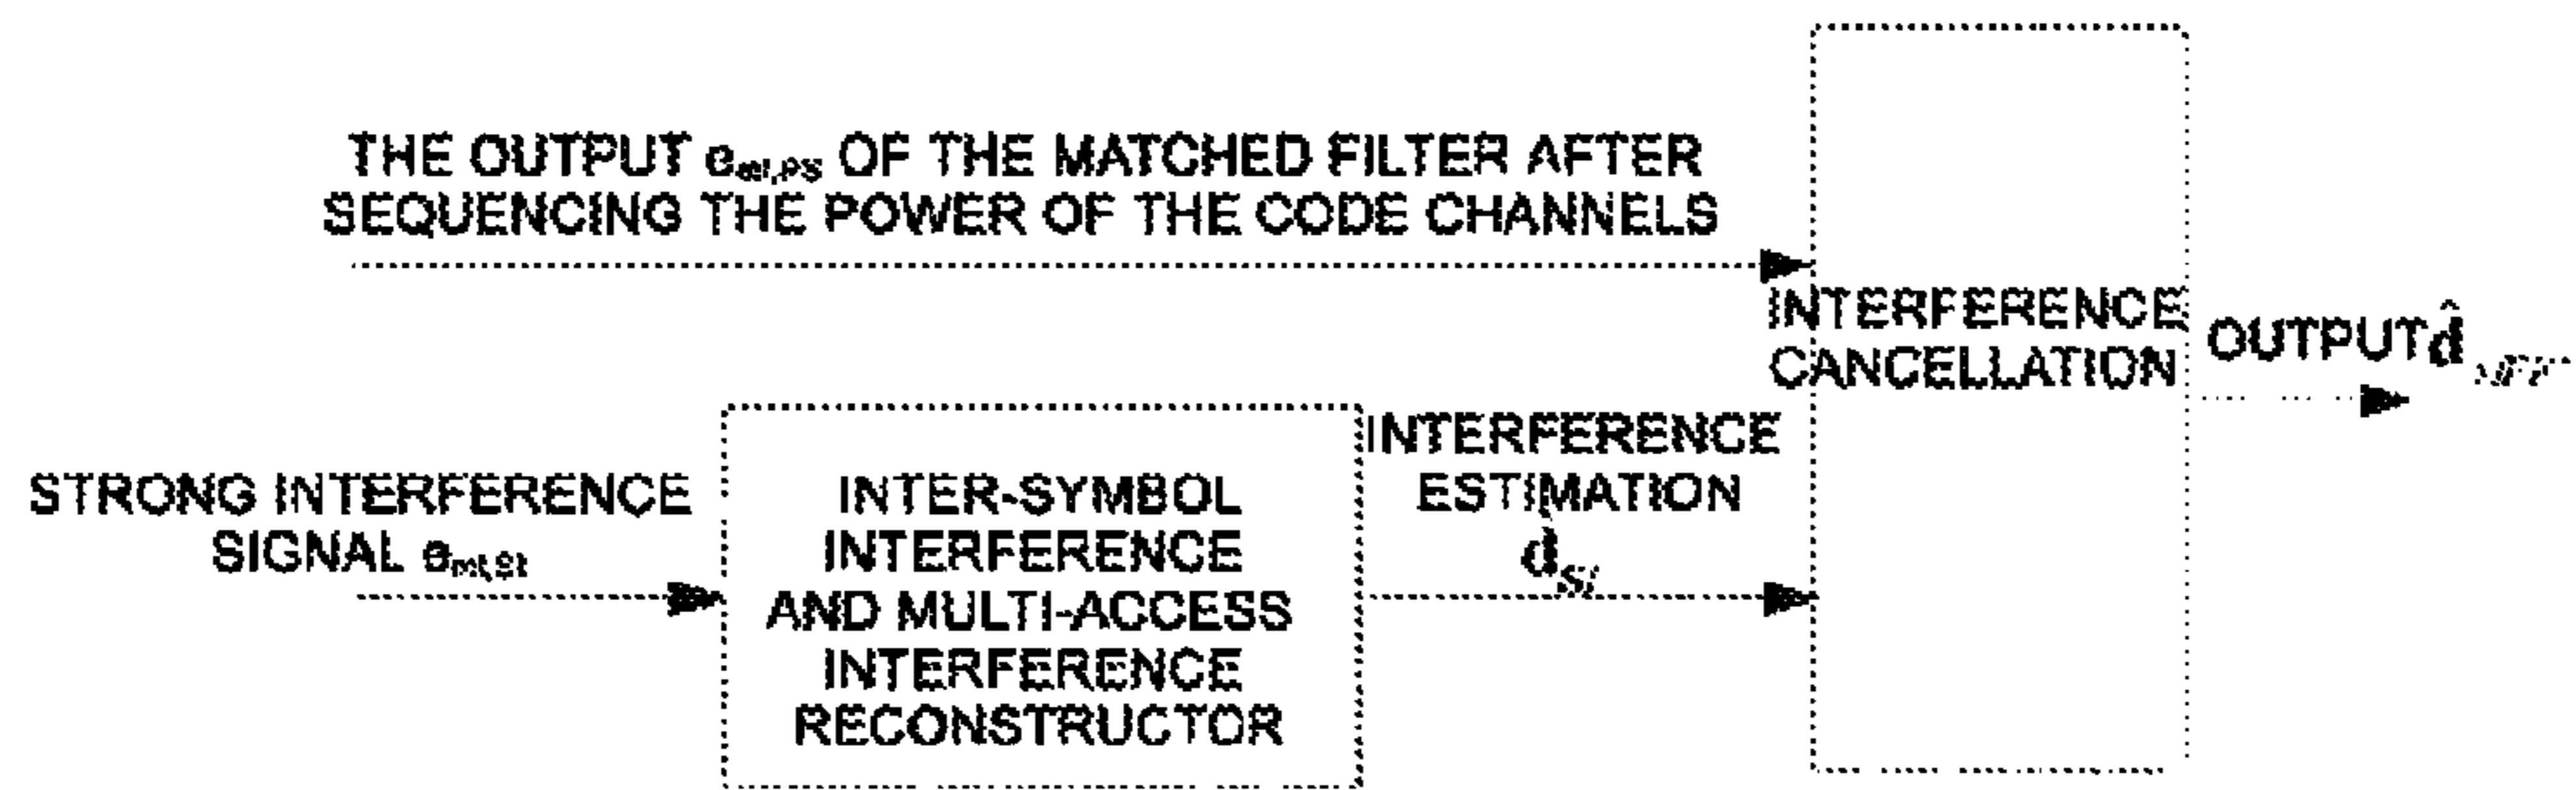 THE OUTPUT e OF THE MATCHED FILTER AFTER
SEQUENCING THE POWER OF THE CODE CHANNELS
INTERFERENCE
CANCELLATION
OUTPUT d̂
STRONG INTERFERENCE
SIGNAL e
INTER-SYMBOL
INTERFERENCE
AND MULTI-ACCESS
INTERFERENCE
RECONSTRUCTOR
INTERFERENCE
ESTIMATION
d̂SI